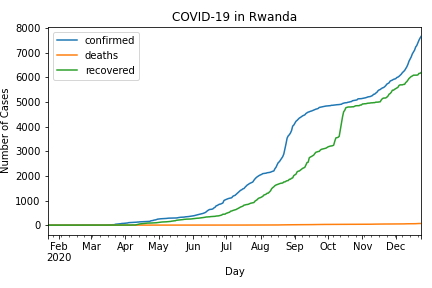 COVID-19 in Rwanda
confirmed
deaths
recovered
Number of Cases
8000
7000
6000
5000
4000
3000
2000
1000
0
Feb Mar Apr May Jun Jul Aug Sep Oct Nov Dec
2020
Day